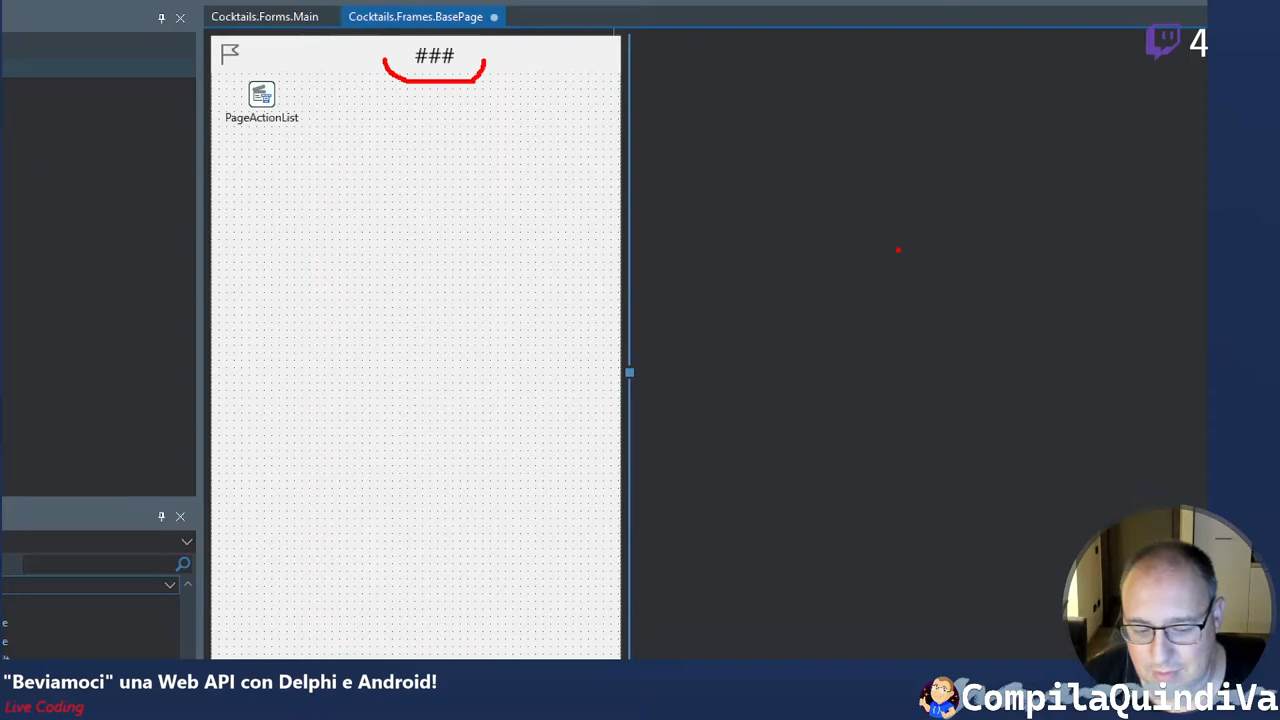 Cocktails.Forms.Main
Cocktails.Frames.BasePage
4
###
PageActionList
e
e
"Beviamoci" una Web API con Delphi e Android!
Live Coding
CompilaQuindiVa